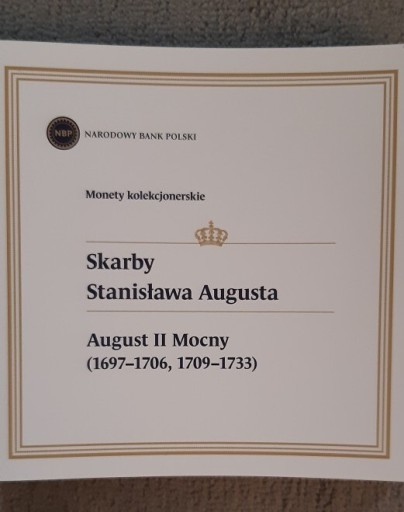 NBP
NARODOWY BANK POLSKI
Monety kolekcjonerskie
Skarby
Stanisława Augusta
August II Mocny
(1697–1706, 1709–1733)